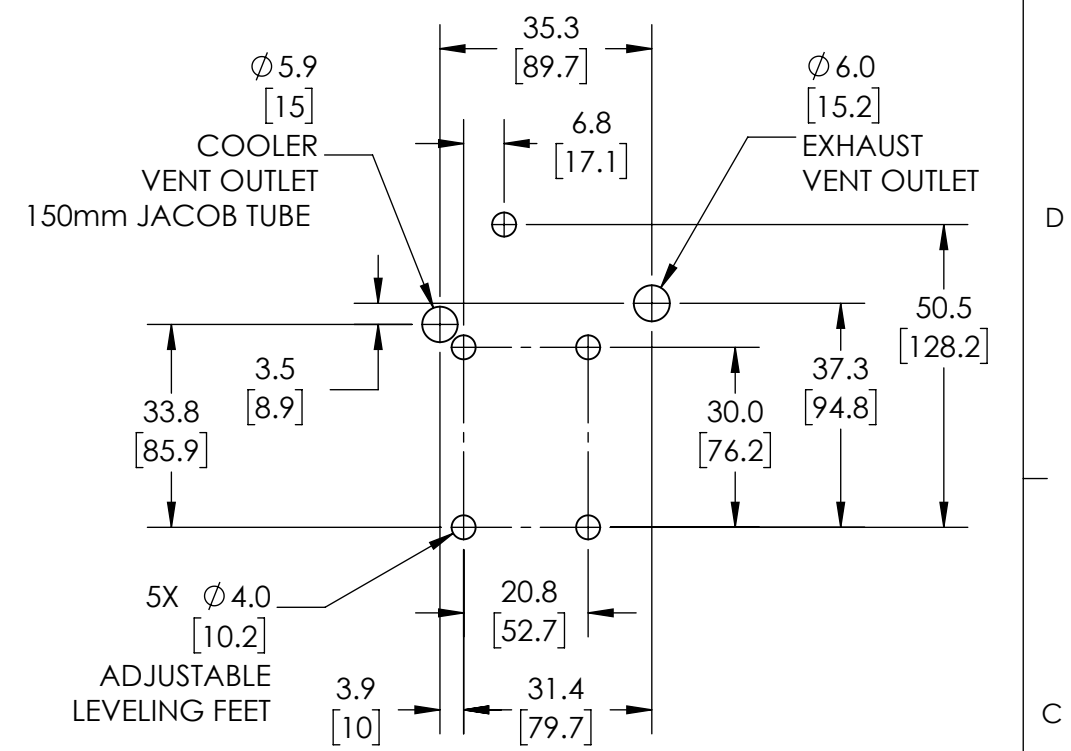 35.3
[89.7]
∅5.9
[15]
COOLER
VENT OUTLET
150mm JACOB TUBE
∅6.0
[15.2]
EXHAUST
VENT OUTLET
6.8
[17.1]
D
50.5
[128.2]
3.5
[8.9]
37.3
[94.8]
33.8
[85.9]
30.0
[76.2]
5X ∅4.0
[10.2]
ADJUSTABLE
LEVELING FEET
20.8
[52.7]
3.9
[10]
31.4
[79.7]
C